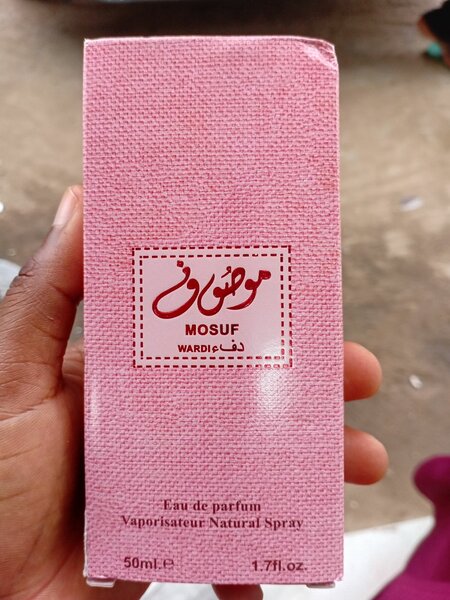 موصوف
MOSUF
WARDI دفء
Eau de parfum
Vaporisateur Natural Spray
50ml.e 1.7fl.oz.